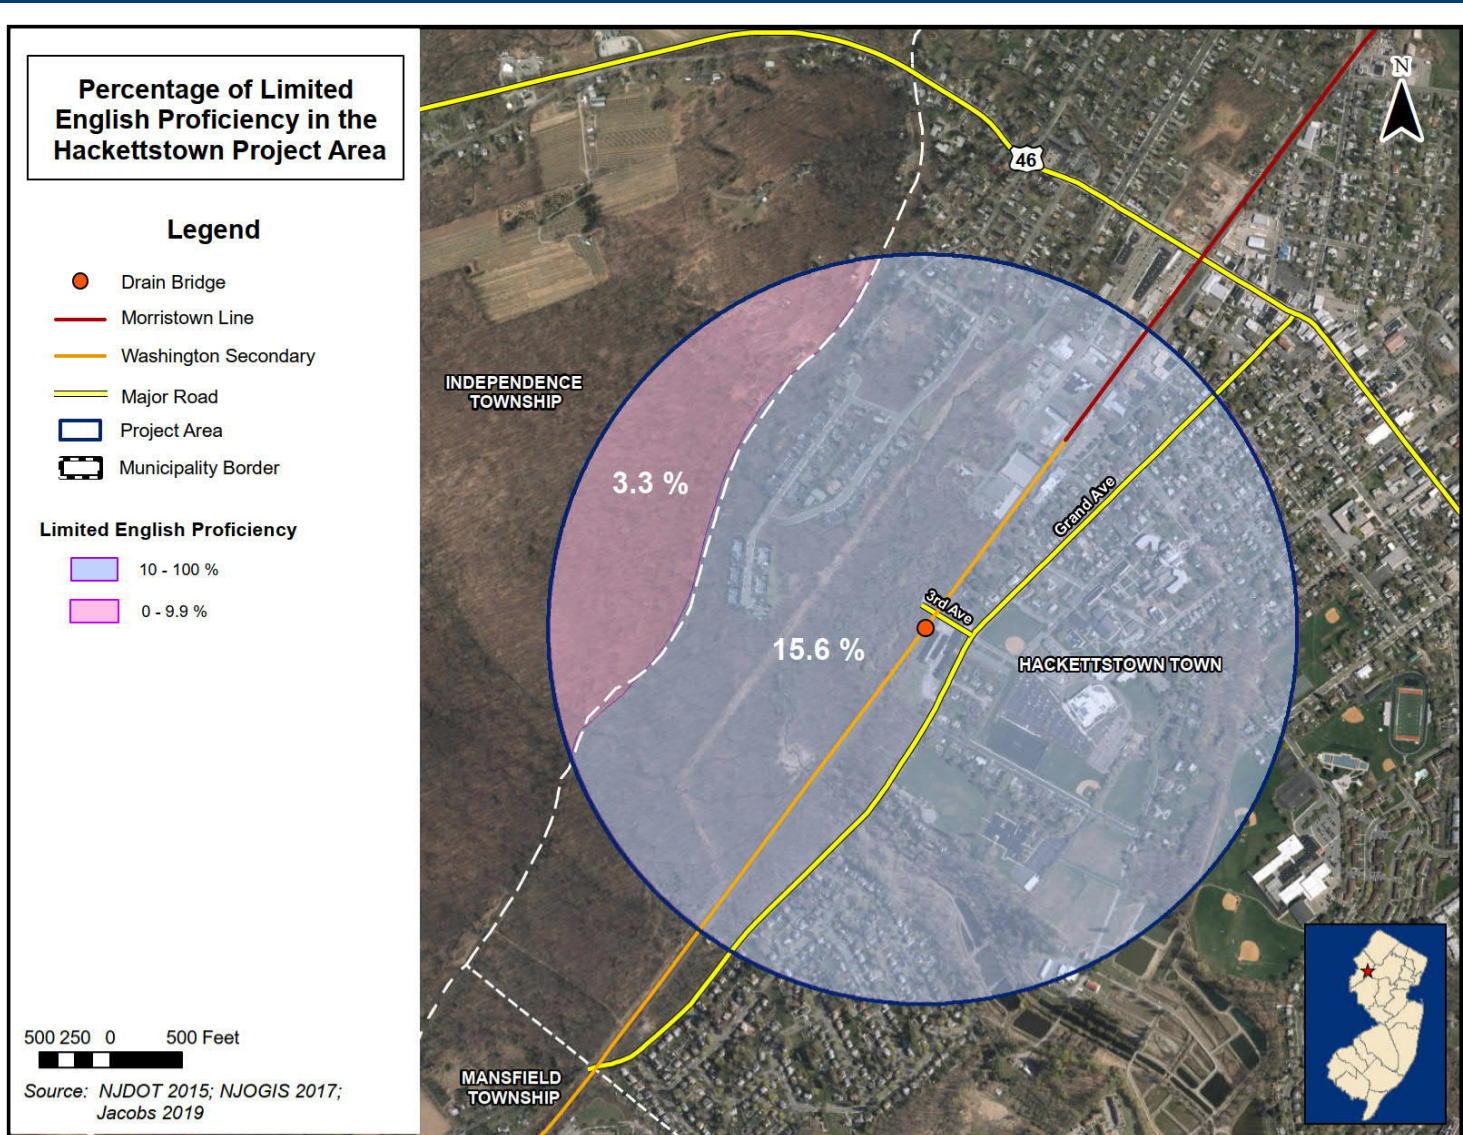 Percentage of Limited
English Proficiency in the
Hackettstown Project Area
Legend
Drain Bridge
Morristown Line
Washington Secondary
Major Road
Project Area
Municipality Border
Limited English Proficiency
10 - 100 %
0 - 9.9 %
500 250 0 500 Feet
Source: NJDOT 2015; NJOGIS 2017;
Jacobs 2019
N
46
INDEPENDENCE
TOWNSHIP
3.3 %
Grand Ave
3rd Ave
15.6 %
HACKETTSTOWN TOWN
MANSFIELD
TOWNSHIP